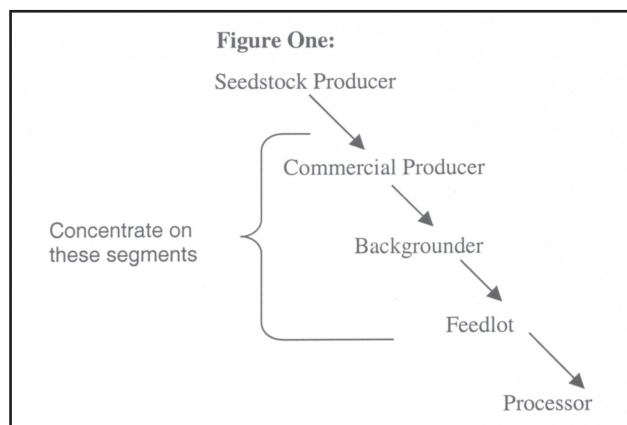 Figure One:
Seedstock Producer
Commercial Producer
Concentrate on
these segments
Backgrounder
Feedlot
Processor